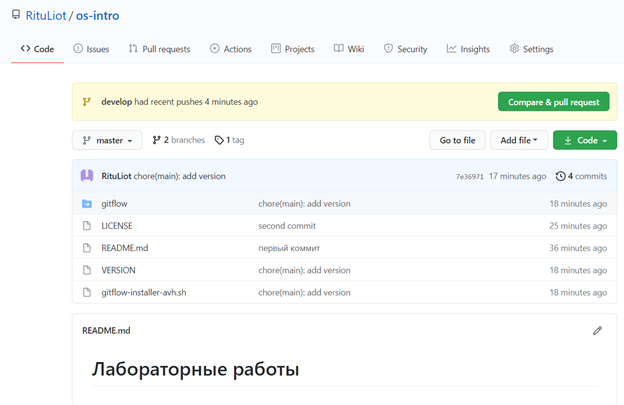 RituLiot / os-intro
Code Issues Pull requests Actions Projects Wiki Security Insights Settings
develop had recent pushes 4 minutes ago Compare & pull request
master 2 branches 1 tag Go to file Add file Code
RituLiot chore(main): add version 7e36971 17 minutes ago 4 commits
gitflow chore(main): add version 18 minutes ago
LICENSE second commit 25 minutes ago
README.md первый коммит 36 minutes ago
VERSION chore(main): add version 18 minutes ago
gitflow-installer-avh.sh chore(main): add version 18 minutes ago
README.md
Лабораторные работы